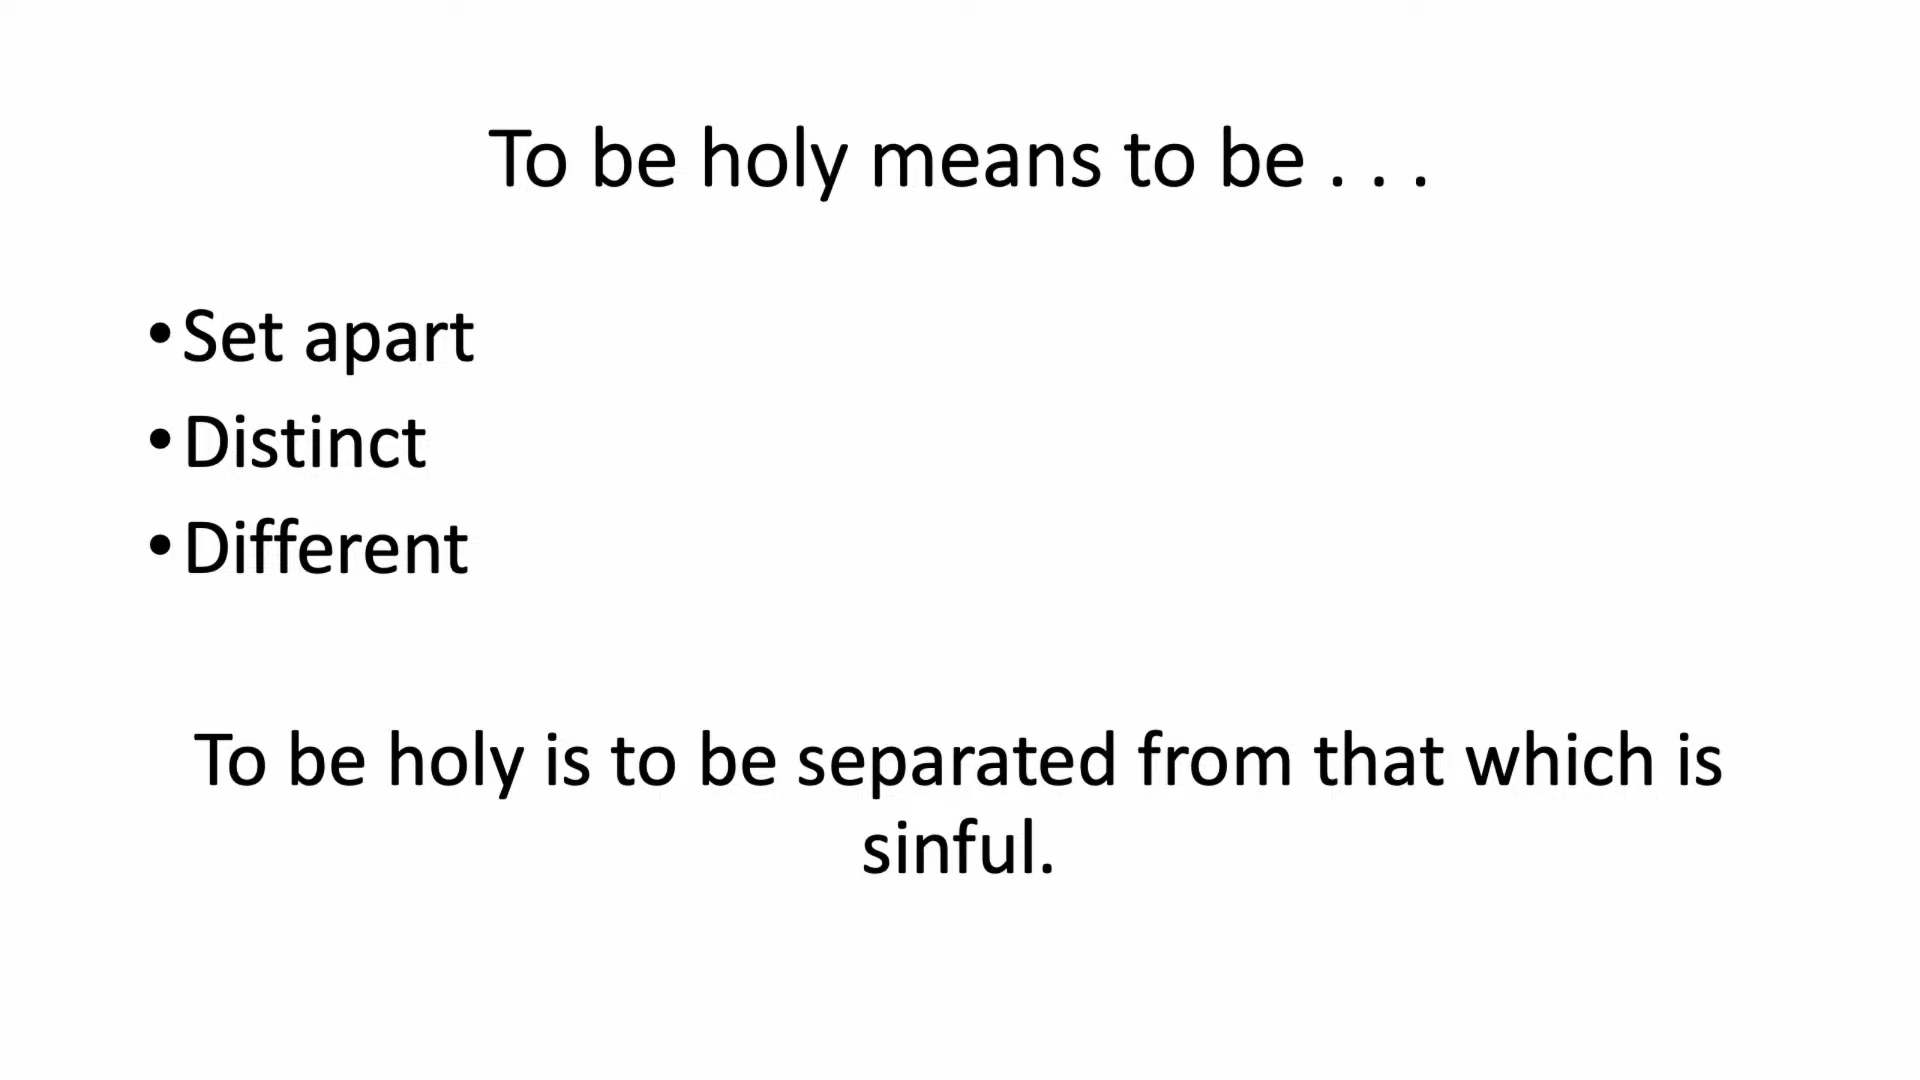 To be holy means to be . . .
• Set apart
• Distinct
• Different
To be holy is to be separated from that which is
sinful.